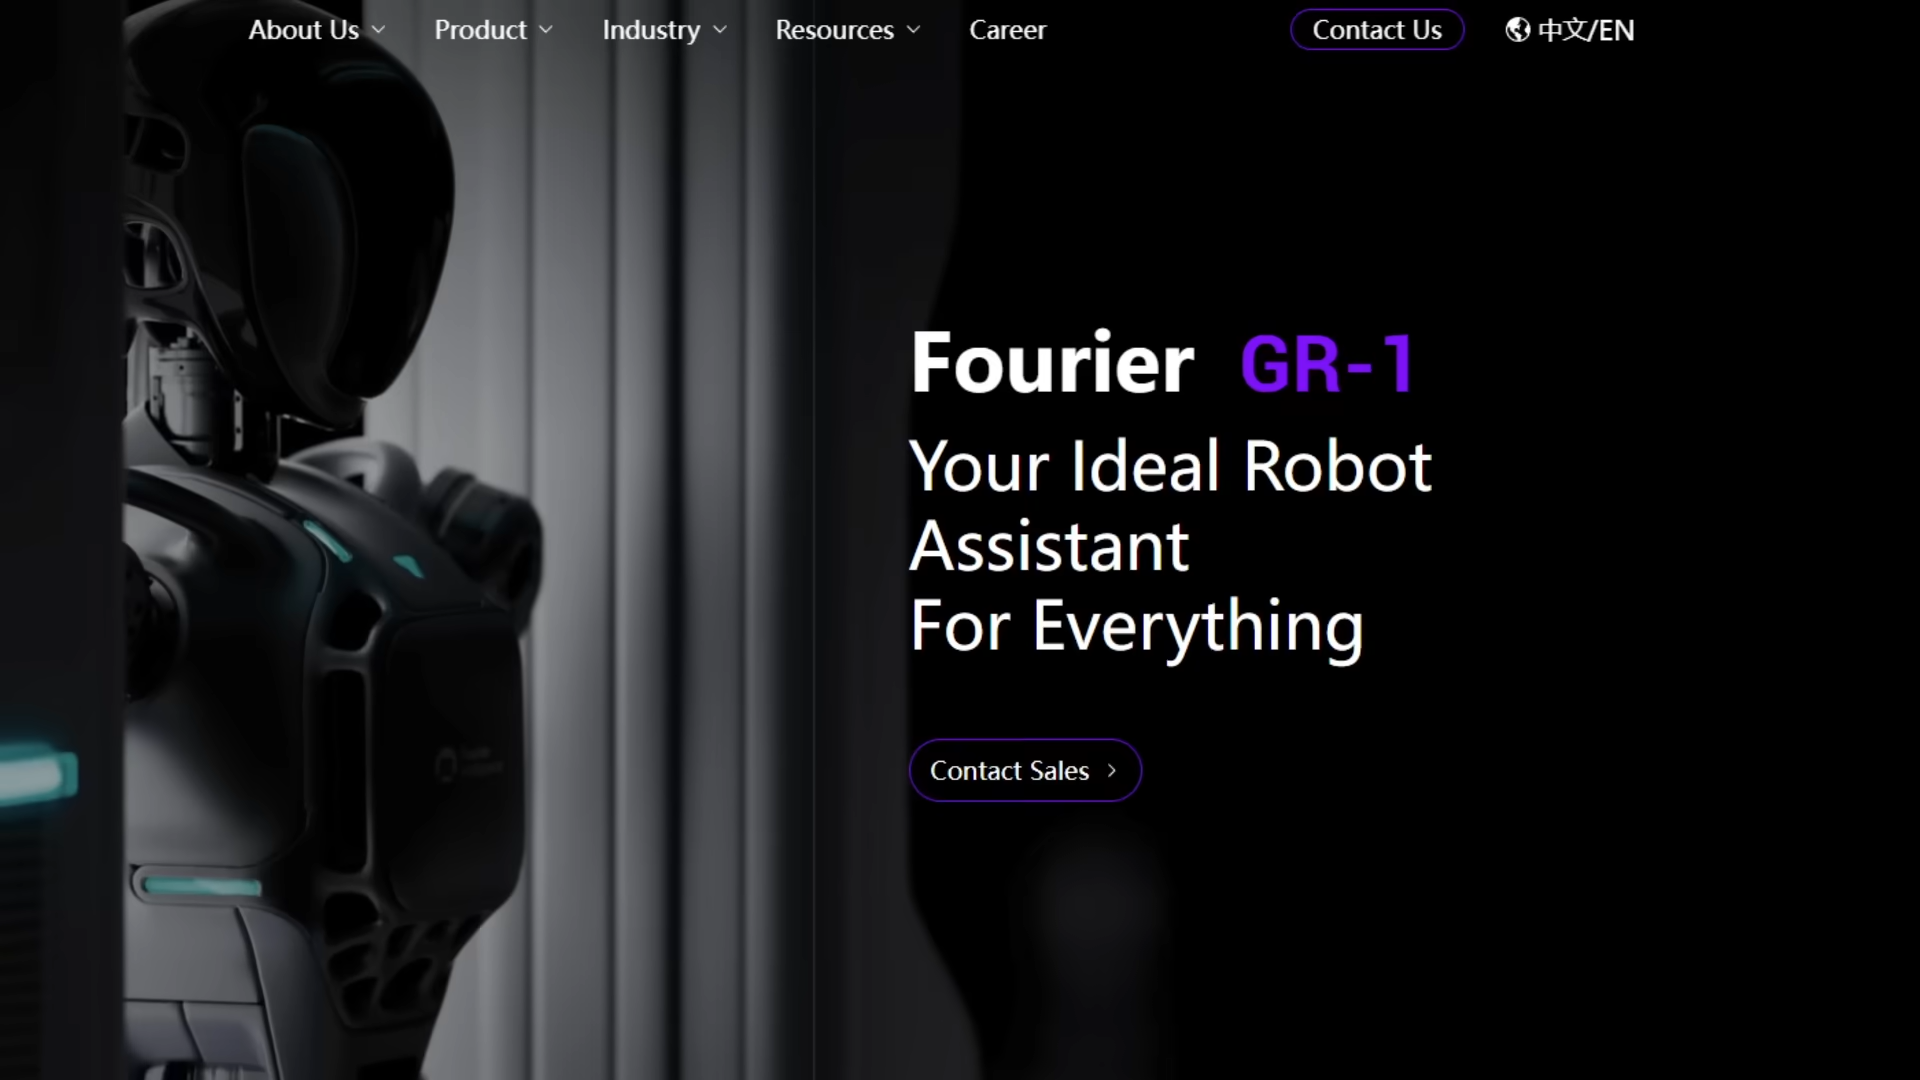 About Us Product Industry Resources Career Contact Us 中文/EN
Fourier GR-1
Your Ideal Robot
Assistant
For Everything
Contact Sales